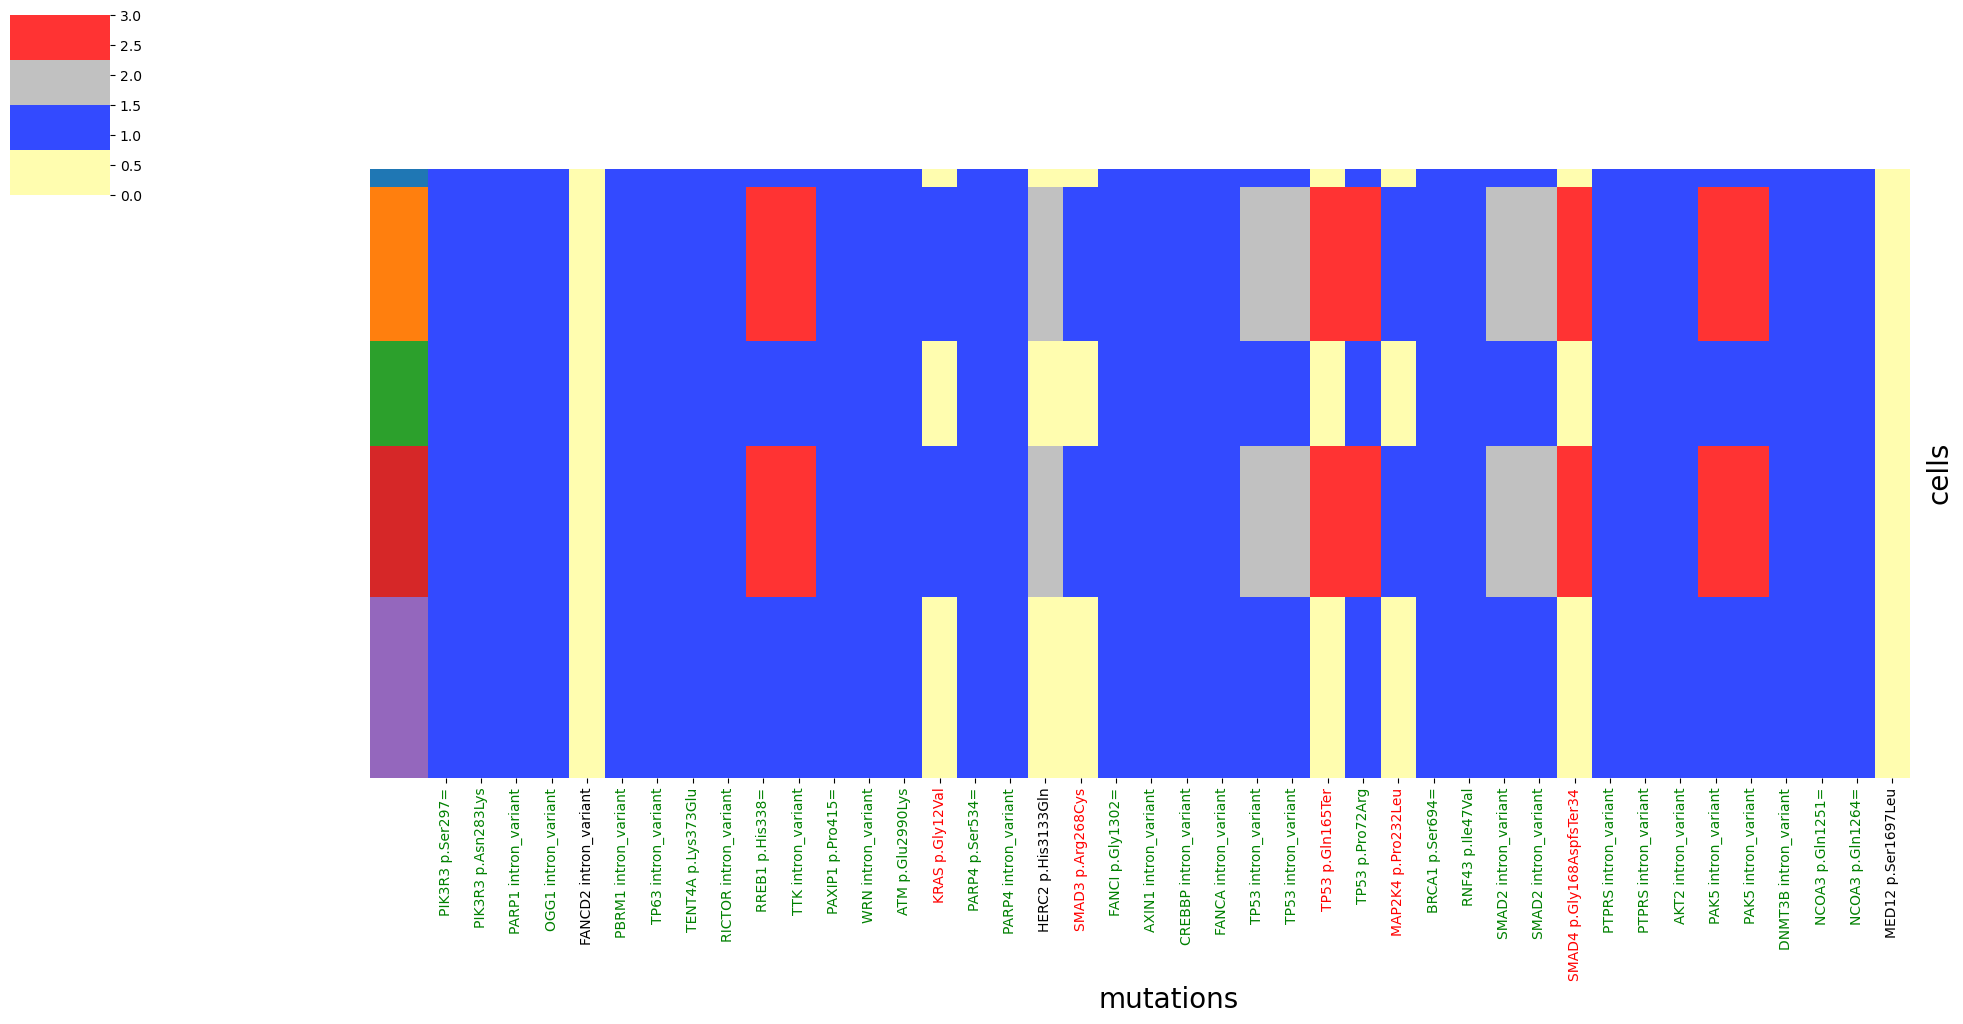 3.0
2.5
2.0
1.5
1.0
0.5
0.0
cells
PIK3R3 p.Ser297=
PIK3R3 p.Asn283Lys
PARP1 intron_variant
OGG1 intron_variant
FANCD2 intron_variant
PBRM1 intron_variant
TP63 intron_variant
TENT4A p.Lys373Glu
RICTOR intron_variant
RREB1 p.His338=
TTK intron_variant
PAXIP1 p.Pro415=
WRN intron_variant
ATM p.Glu2990Lys
KRAS p.Gly12Val
PARP4 p.Ser534=
PARP4 intron_variant
HERC2 p.His3133Gln
SMAD3 p.Arg268Cys
FANCI p.Gly1302=
AXIN1 intron_variant
CREBBP intron_variant
FANCA intron_variant
TP53 intron_variant
TP53 intron_variant
TP53 p.Gln165Ter
TP53 p.Pro72Arg
MAP2K4 p.Pro232Leu
BRCA1 p.Ser694=
RNF43 p.Ile47Val
SMAD2 intron_variant
SMAD2 intron_variant
SMAD4 p.Gly168AspfsTer34
PTPRS intron_variant
PTPRS intron_variant
AKT2 intron_variant
PAK5 intron_variant
PAK5 intron_variant
DNMT3B intron_variant
NCOA3 p.Gln1251=
NCOA3 p.Gln1264=
MED12 p.Ser1697Leu
mutations